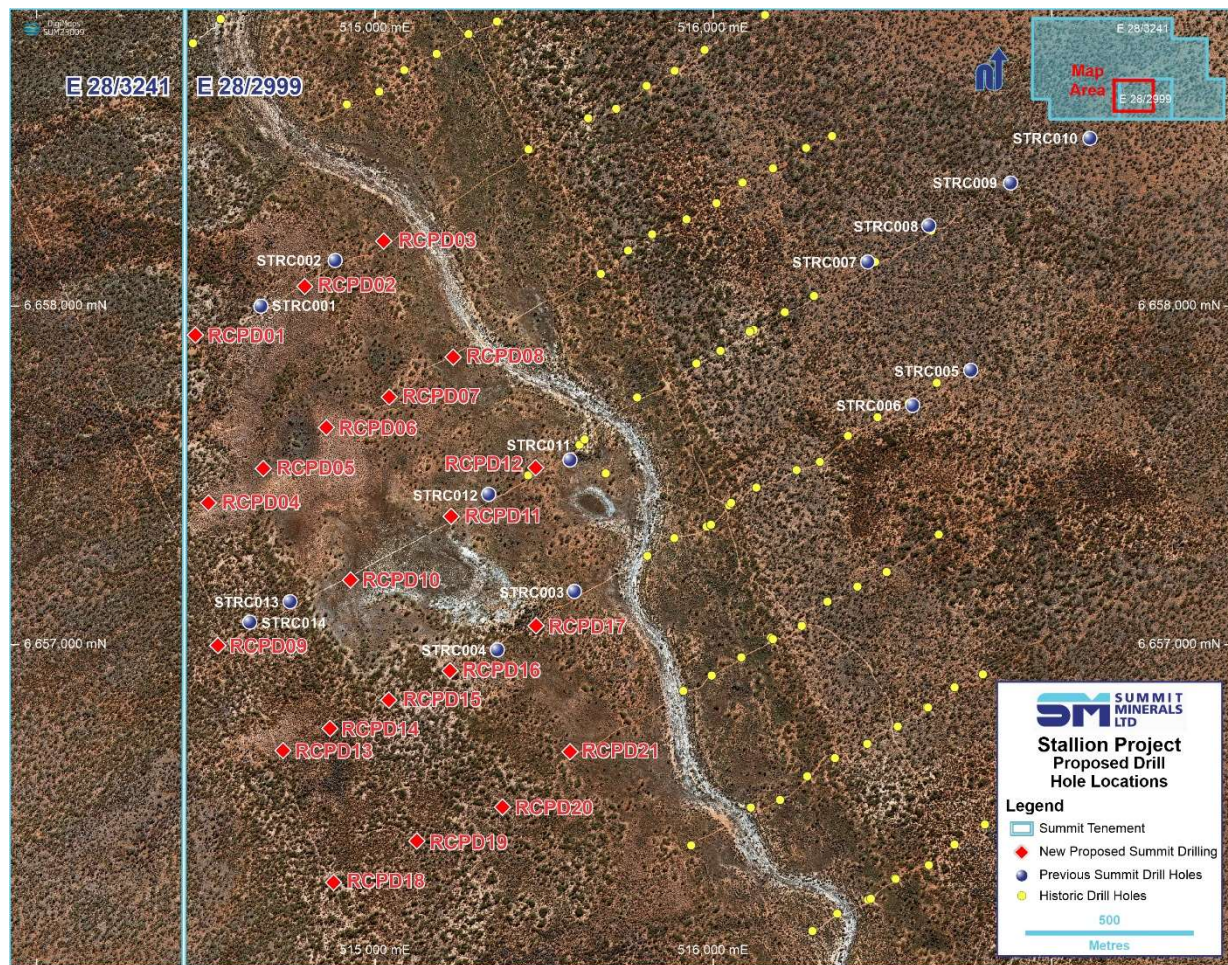 DigiMaps
SUM23009
515,000 mE
516,000 mE
E 28/3241
E 28/3241
E 28/2999
Map
Area
E 28/2999
n
STRC010
STRC009
STRC008
RCPD03
STRC002
STRC007
RCPD02
6,658,000 mN
STRC001
6,658,000 mN
RCPD01
RCPD08
STRC005
RCPD07
STRC006
RCPD06
STRC011
RCPD05
RCPD12
STRC012
RCPD04
RCPD11
RCPD10
STRC003
STRC013
STRC014
RCPD17
RCPD09
6,657,000 mN
STRC004
6,657,000 mN
RCPD16
RCPD15
RCPD14
RCPD13
RCPD21
RCPD20
RCPD19
RCPD18
515,000 mE
516,000 mE
SM SUMMIT
MINERALS
LTD
Stallion Project
Proposed Drill
Hole Locations
Legend
Summit Tenement
New Proposed Summit Drilling
Previous Summit Drill Holes
Historic Drill Holes
500
Metres